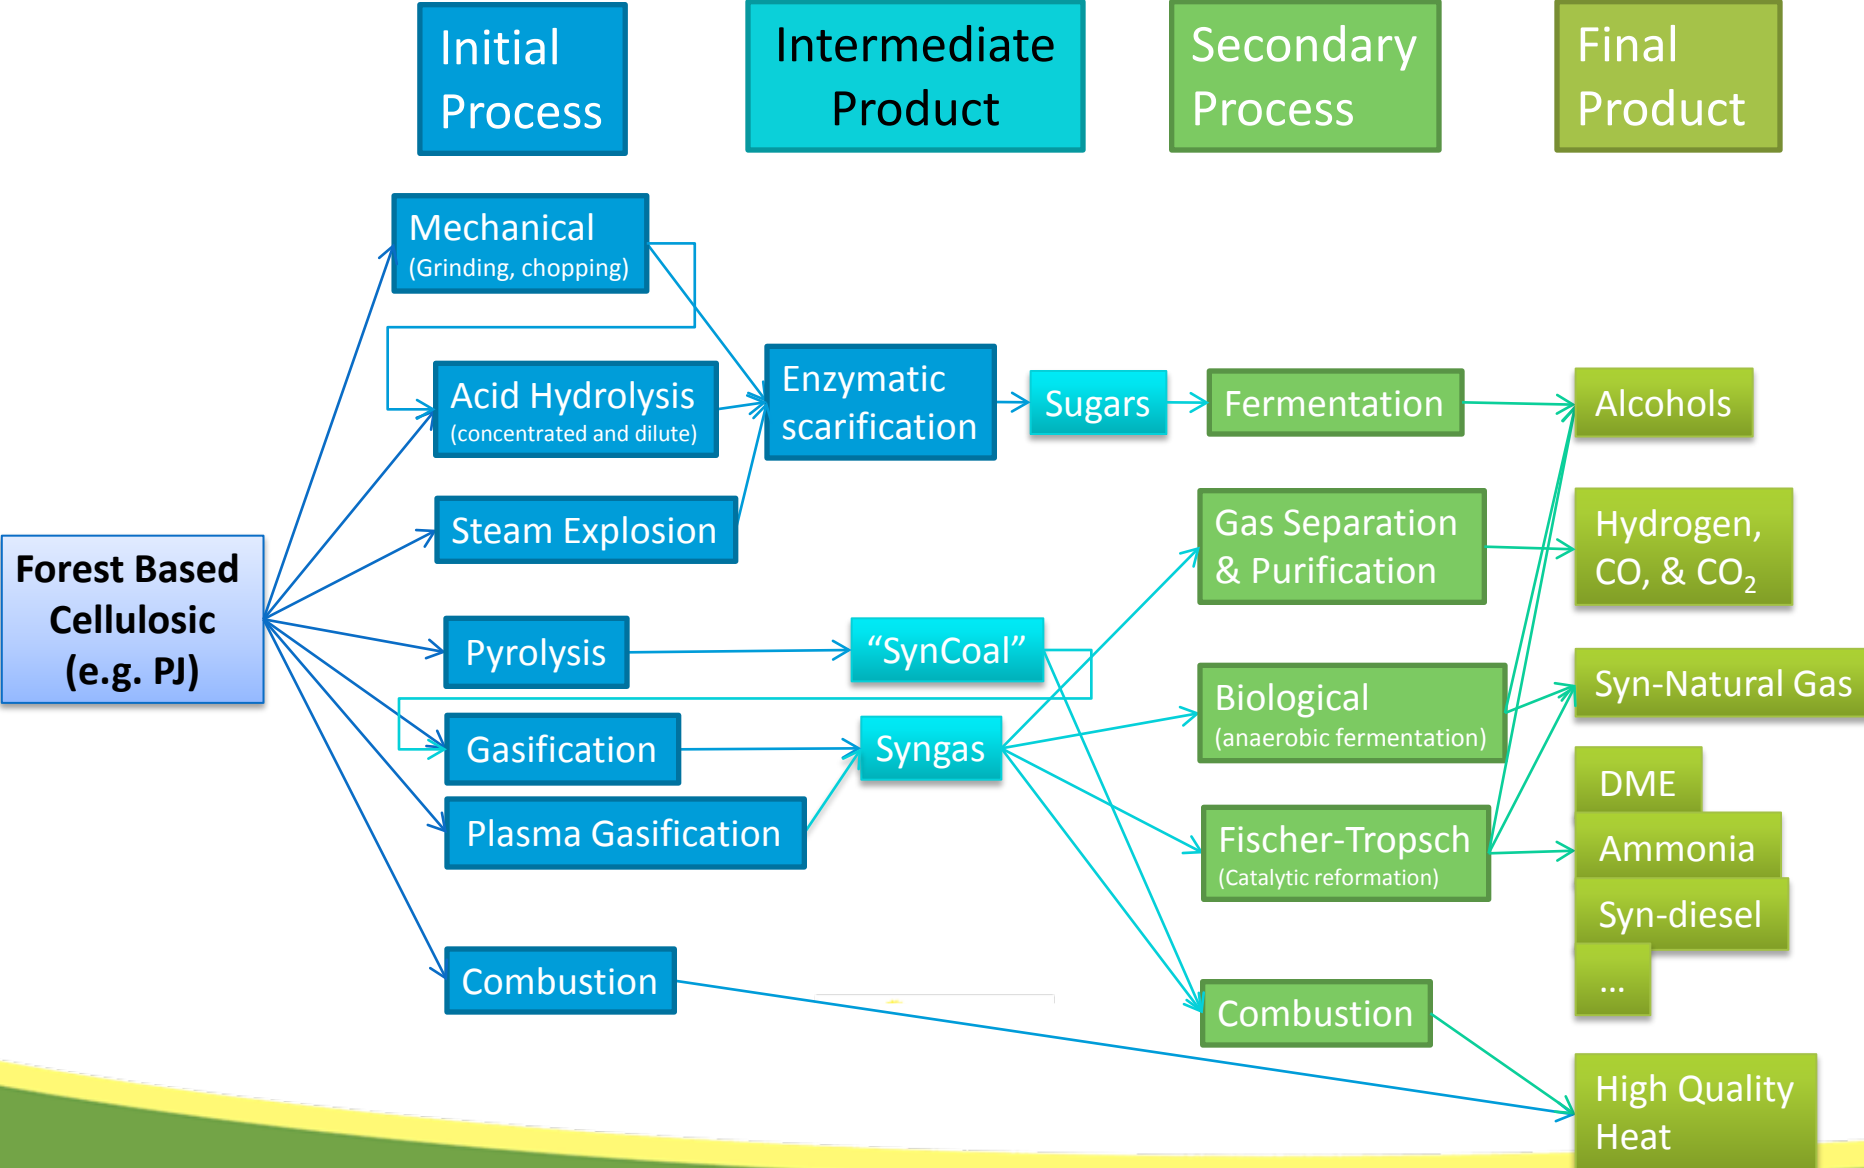 Initial
Process
Intermediate
Product
Secondary
Process
Final
Product
Mechanical
(Grinding, chopping)
Acid Hydrolysis
(concentrated and dilute)
Steam Explosion
Enzymatic
scarification
Sugars
Fermentation
Alcohols
Forest Based
Cellulosic
(e.g. PJ)
Pyrolysis
Gasification
Plasma Gasification
Combustion
“SynCoal”
Syngas
Gas Separation
& Purification
Biological
(anaerobic fermentation)
Fischer-Tropsch
(Catalytic reformation)
Combustion
Hydrogen,
CO, & CO₂
Syn-Natural Gas
DME
Ammonia
Syn-diesel
...
High Quality
Heat